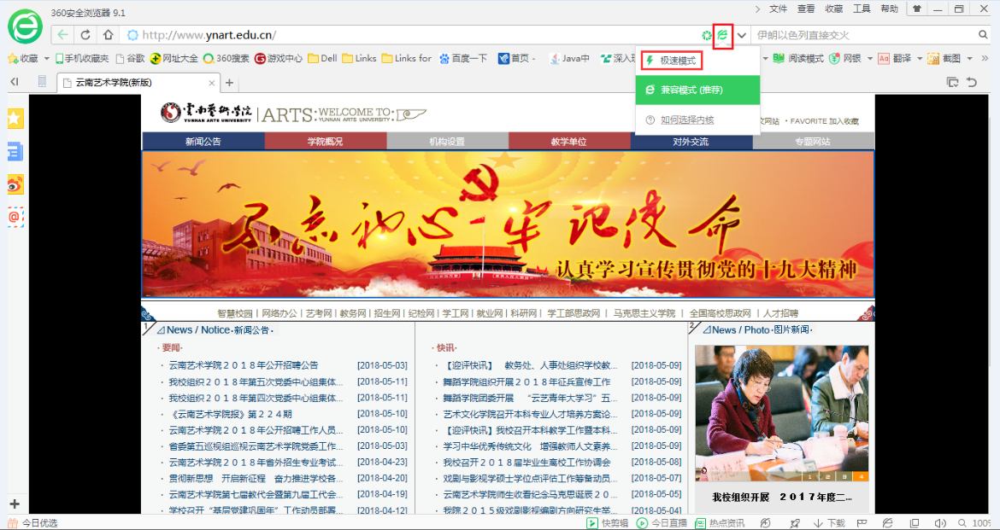 360安全浏览器 9.1
文件 查看 收藏 工具 帮助
http://www.ynart.edu.cn/
伊朗以色列直接交火
收藏 手机收藏夹 谷歌 网址大全 360搜索 游戏中心 Dell Links Links for 百度一下 首页 - Java中 深入 阅读模式 网银 翻译 截图 »
极速模式
兼容模式 (推荐)
如何选择内核
云南艺术学院(新版)
雲南藝術学院
YUNNAN ARTS UNIVERSITY
ARTS: WELCOME TO:
YUNNAN ARTS UNIVERSITY
网站 · FAVORITE 加入收藏
新闻公告 学院概况 机构设置 教学单位 对外交流 专题网站
不忘初心 牢记使命
认真学习宣传贯彻党的十九大精神
智慧校园 | 网络办公 | 艺考网 | 教务网 | 招生网 | 纪检网 | 学工网 | 就业网 | 科研网 | 学工部思政网 | 马克思主义学院 | 全国高校思政网 | 人才招聘
1 News / Notice·新闻公告·
·要闻·
· 云南艺术学院２０１８年公开招聘公告 [2018-05-03]
· 我校组织２０１８年第五次党委中心组集体... [2018-05-11]
· 我校组织２０１８年第四次党委中心组集体... [2018-05-11]
· 《云南艺术学院报》第２２４期 [2018-05-10]
· 云南艺术学院２０１８年公开招聘工作人员... [2018-05-10]
· 省委第五巡视组巡视云南艺术学院党委工作... [2018-05-03]
· 云南艺术学院２０１８年省外招生专业考试... [2018-04-23]
· 贯彻新思想 开启新征程 奋力推进学校各... [2018-04-20]
· 云南艺术学院第七届教代会暨第九届工代会... [2018-04-19]
· 学校召开“基层党建巩固年”工作动员部署... [2018-04-12]
·快讯·
· 【迎评快讯】 教务处、人事处组织学校教... [2018-05-09]
· 舞蹈学院组织开展２０１８年征兵宣传工作 [2018-05-09]
· 舞蹈学院团委开展 “云艺青年大学习”五... [2018-05-09]
· 艺术文化学院召开本科专业人才培养方案论... [2018-05-09]
· 【迎评快讯】我校召开本科教学工作暨本科... [2018-05-09]
· 学习中华优秀传统文化 增强教师人文素养... [2018-05-09]
· 我校召开２０１８届毕业生离校工作协调会 [2018-05-08]
· 戏剧与影视学硕士学位点评估工作筹备动员... [2018-05-07]
· 云南艺术学院师生收看纪念马克思诞辰２０... [2018-05-05]
· 我院２０１５级戏剧影视编剧方向研究生举... [2018-05-04]
2 News / Photo·图片新闻·
1 2 3 4
我校组织开展 ２０１７年度二...
今日优选
快剪辑 今日直播 热点资讯 下载 100%